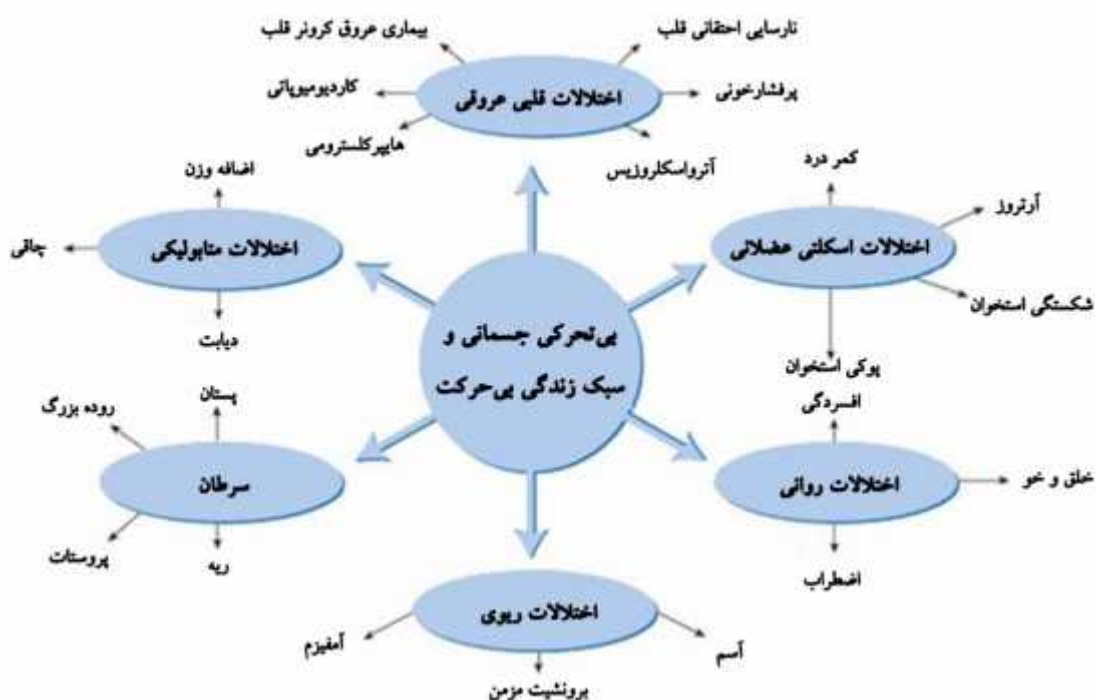 نارسایی احتقانی قلب
بیماری عروق کرونر قلب
اختلالات قلبی عروقی
پرفشارخونی
کاردیومیوپاتی
هایپرکلسترومی
آترواسکلروزیس
کمر درد
آرتروز
اختلالات اسکلتی عضلانی
شکستگی استخوان
پوکی استخوان
اضافه وزن
اختلالات متابولیکی
چاقی
دیابت
بی‌تحرکی جسمانی و
سبک زندگی بی‌حرکت
افسردگی
اختلالات روانی
خلق و خو
اضطراب
پستان
روده بزرگ
سرطان
پروستات
ریه
اختلالات ریوی
آسم
آمفیزم
برونشیت مزمن